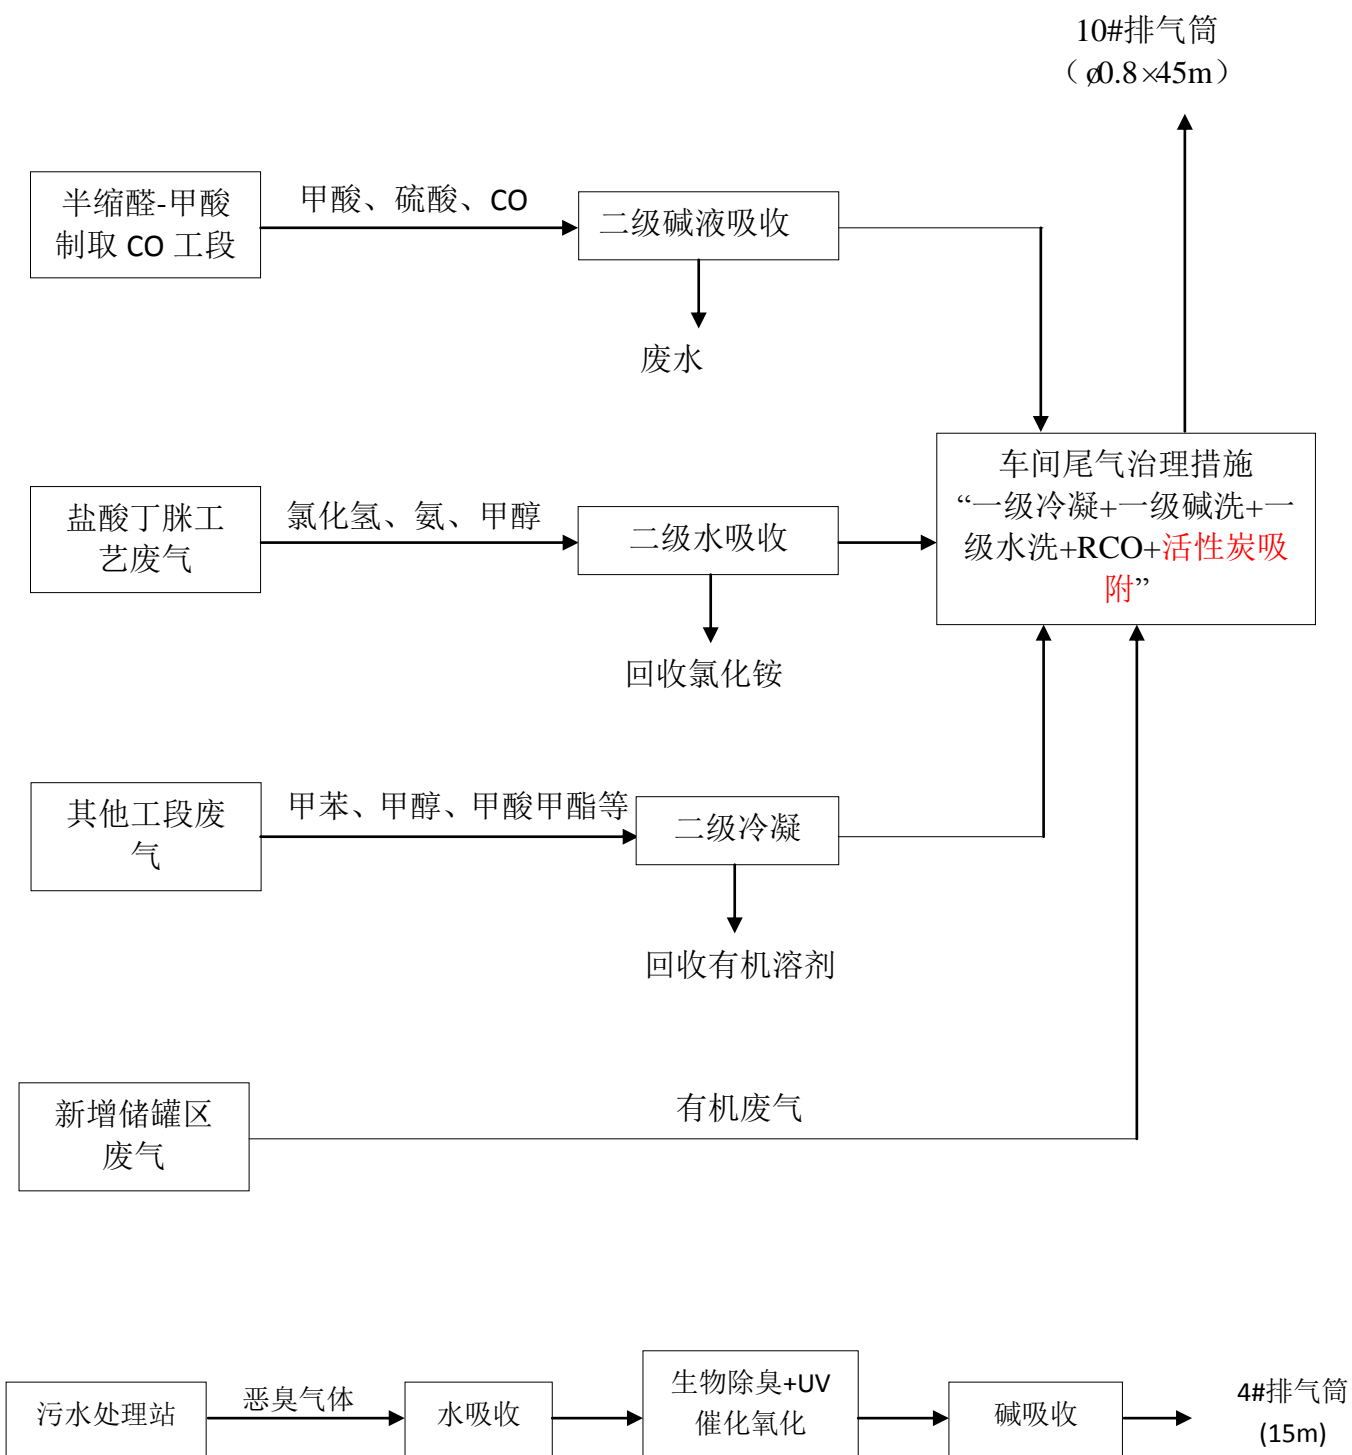 10#排气筒
（ø0.8×45m）
半缩醛-甲酸
制取 CO 工段
甲酸、硫酸、CO
二级碱液吸收
废水
车间尾气治理措施
“一级冷凝+一级碱洗+一
级水洗+RCO+活性炭吸
附”
盐酸丁脒工
艺废气
氯化氢、氨、甲醇
二级水吸收
回收氯化铵
其他工段废
气
甲苯、甲醇、甲酸甲酯等
二级冷凝
回收有机溶剂
新增储罐区
废气
有机废气
污水处理站
恶臭气体
水吸收
生物除臭+UV
催化氧化
碱吸收
4#排气筒
(15m)